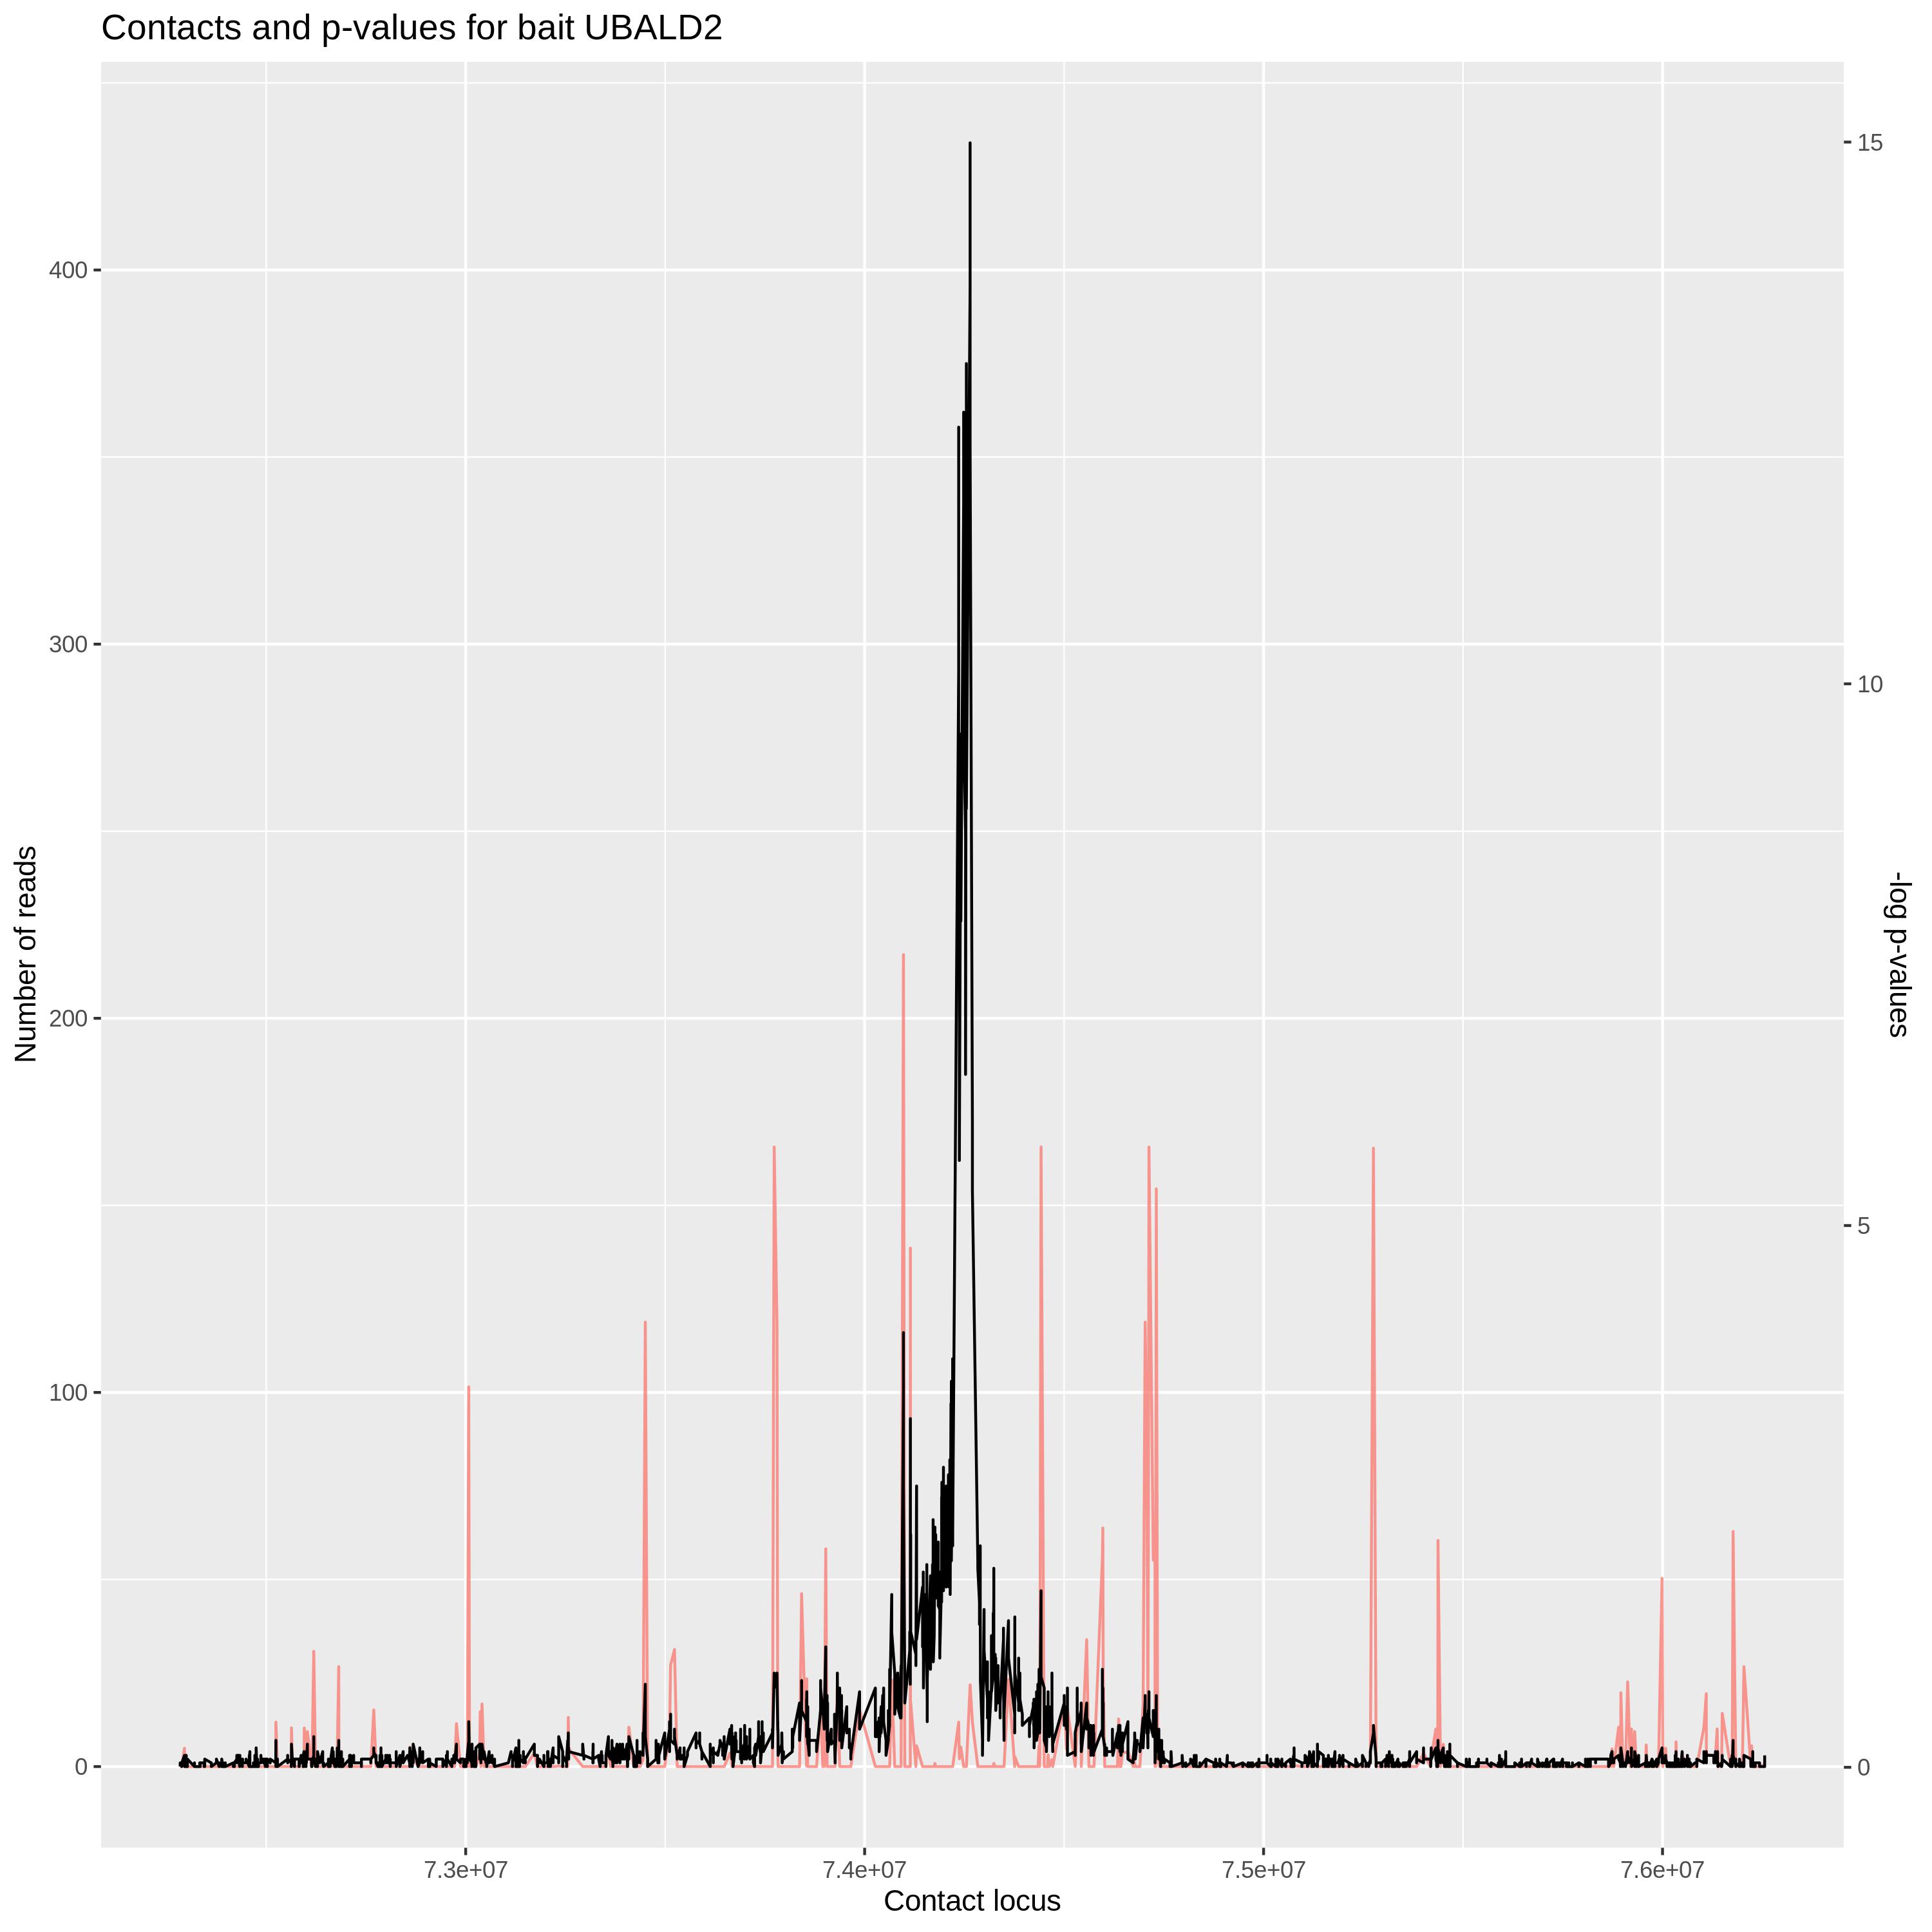 Contacts and p-values for bait UBALD2
400
300
200
100
0
Number of reads
15
10
5
0
-log p-values
7.3e+07
7.4e+07
7.5e+07
7.6e+07
Contact locus